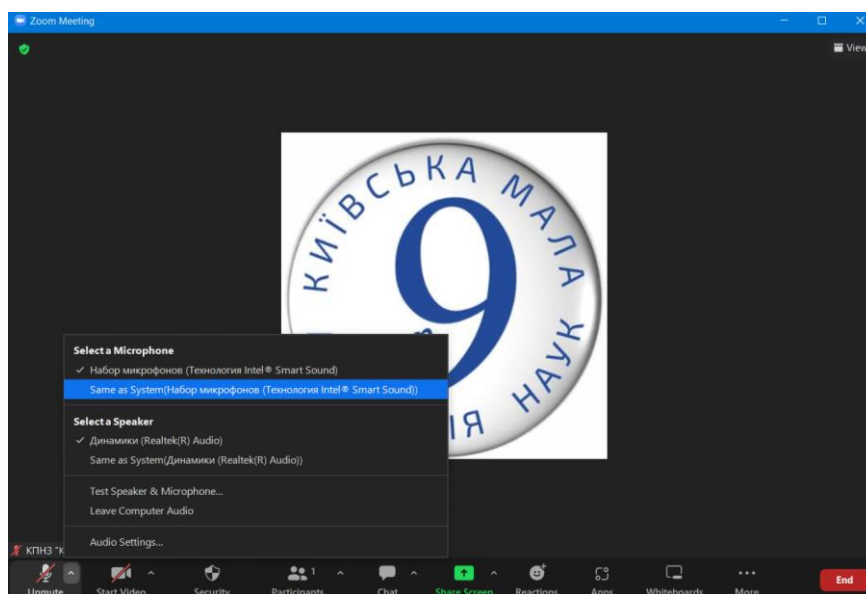 Zoom Meeting
View
КИЇВСЬКА МАЛА
НАУК
Select a Microphone
Набор микрофонов (Технология Intel® Smart Sound)
Same as System(Набор микрофонов (Технология Intel® Smart Sound))
Select a Speaker
Динамики (Realtek(R) Audio)
Same as System(Динамики (Realtek(R) Audio))
Test Speaker & Microphone...
Leave Computer Audio
Audio Settings...
КПНЗ "К
1
Unmute Start Video Security Participants Chat Share Screen Reactions Apps Whiteboards More End